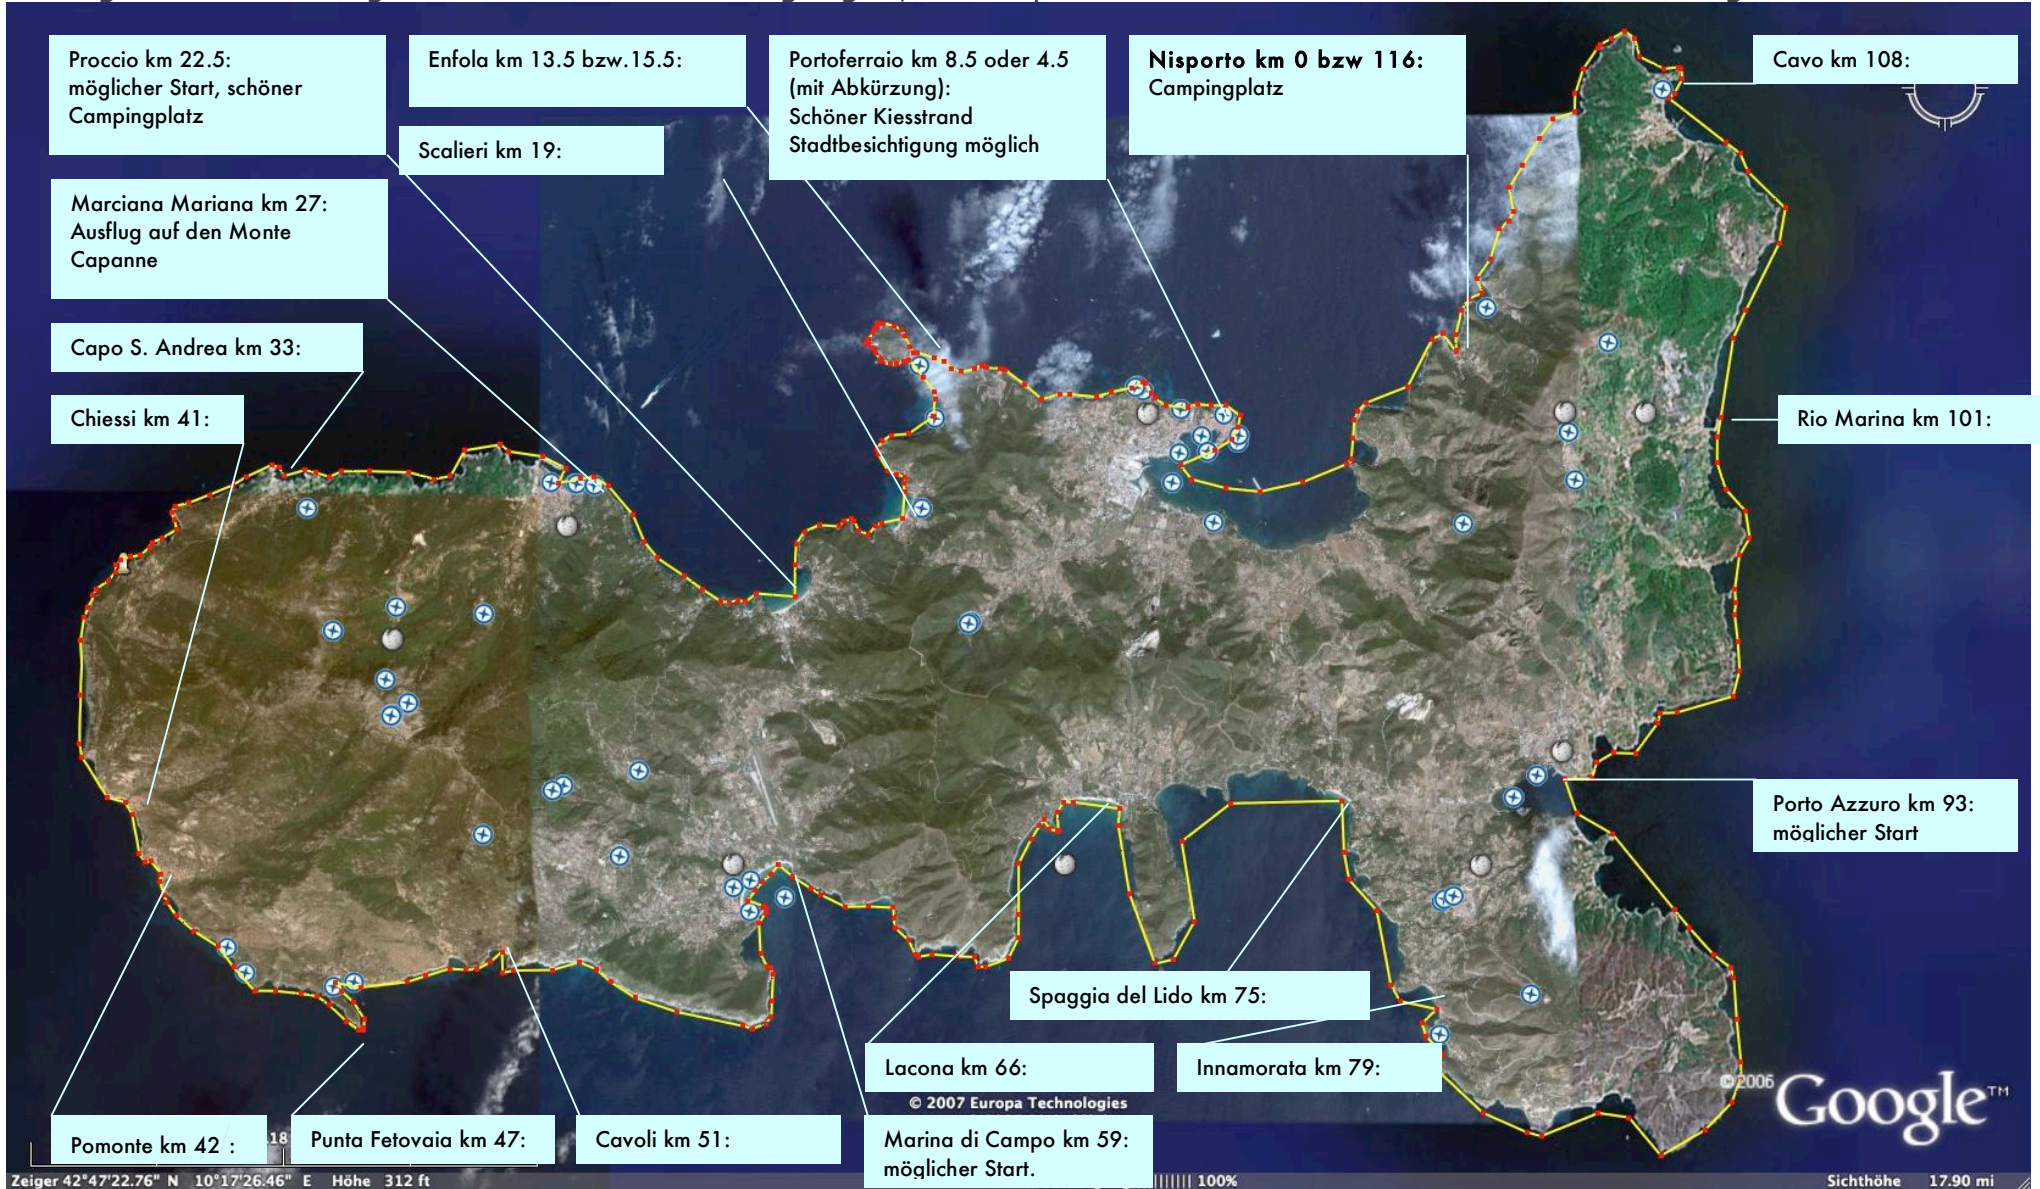 Proccio km 22.5:
möglicher Start, schöner
Campingplatz
Enfola km 13.5 bzw.15.5:
Portoferraio km 8.5 oder 4.5
(mit Abkürzung):
Schöner Kiesstrand
Stadtbesichtigung möglich
Nisporto km 0 bzw 116:
Campingplatz
Cavo km 108:
Scalieri km 19:
Marciana Mariana km 27:
Ausflug auf den Monte
Capanne
Capo S. Andrea km 33:
Chiessi km 41:
Rio Marina km 101:
Porto Azzuro km 93:
möglicher Start
Spaggia del Lido km 75:
Lacona km 66:
Innamorata km 79:
© 2006
Google™
© 2007 Europa Technologies
Pomonte km 42 :
18
Punta Fetovaia km 47:
Cavoli km 51:
Marina di Campo km 59:
möglicher Start.
Zeiger 42°47'22.76" N 10°17'26.46" E Höhe 312 ft
100%
Sichthöhe 17.90 mi